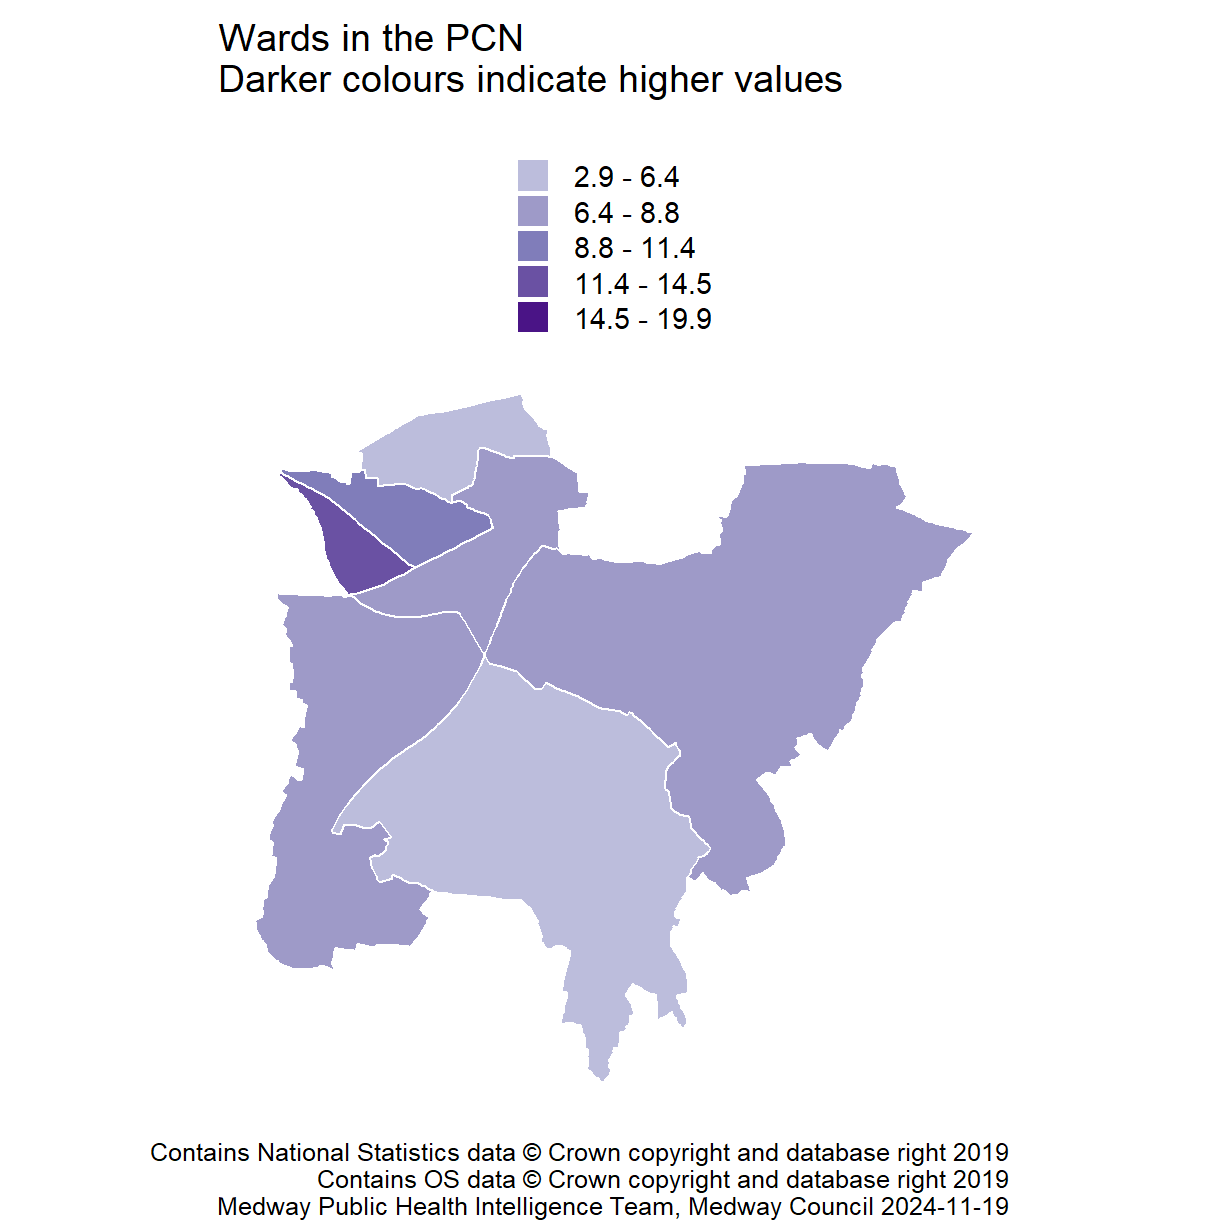 Wards in the PCN
Darker colours indicate higher values
2.9 - 6.4
6.4 - 8.8
8.8 - 11.4
11.4 - 14.5
14.5 - 19.9
Contains National Statistics data © Crown copyright and database right 2019
Contains OS data © Crown copyright and database right 2019
Medway Public Health Intelligence Team, Medway Council 2024-11-19